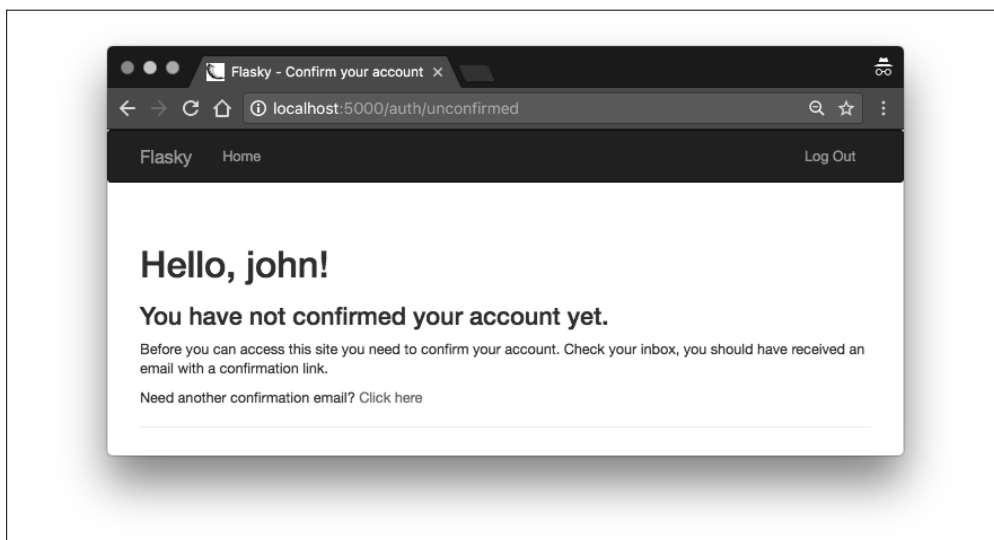 Flasky - Confirm your account
localhost:5000/auth/unconfirmed
Flasky Home Log Out
Hello, john!
You have not confirmed your account yet.
Before you can access this site you need to confirm your account. Check your inbox, you should have received an
email with a confirmation link.
Need another confirmation email? Click here